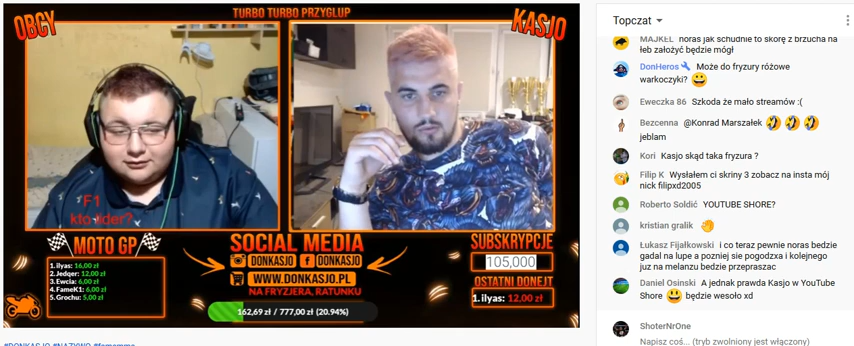 TURBO TURBO PRZYGLUP
OBCY
KASJO
F1
kto lider?
MOTO GP
1. ilyas: 16,00 zł
2. Jedqer: 12,00 zł
3. Ewcia: 6,00 zł
4. FameK1: 6,00 zł
5. Grochu: 5,00 zł
SOCIAL MEDIA
DONKASJO
DONKASJO
WWW.DONKASJO.PL
NA FRYZJERA, RATUNKU
162,69 zł / 777,00 zł (20.94%)
SUBSKRYPCJE
105,000
OSTATNI DONEJT
1. ilyas: 12,00 zł
#DONKASJO #NAZYWO #famemma
Topczat
MAJKEL noras jak schudnie to skorę z brzucha na
łeb założyć będzie mógł
DonHeros Może do fryzury różowe
warkoczyki? 😀
Eweczka 86 Szkoda że mało streamów :(
Bezcenna @Konrad Marszałek 🤣 🤣 🤣
jeblam
Kori Kasjo skąd taka fryzura ?
Filip K Wysłałem ci skriny 3 zobacz na insta mój
nick filipxd2005
Roberto Soldić YOUTUBE SHORE?
kristian gralik 👏
Łukasz Fijałkowski i co teraz pewnie noras bedzie
gadal na lupe a pozniej sie pogodzxa i kolejnego
juz na melanzu bedzie przepraszac
Daniel Osinski A jednak prawda Kasjo w YouTube
Shore 😃 będzie wesoło xd
ShoterNrOne
Napisz coś... (tryb zwolniony jest włączony)